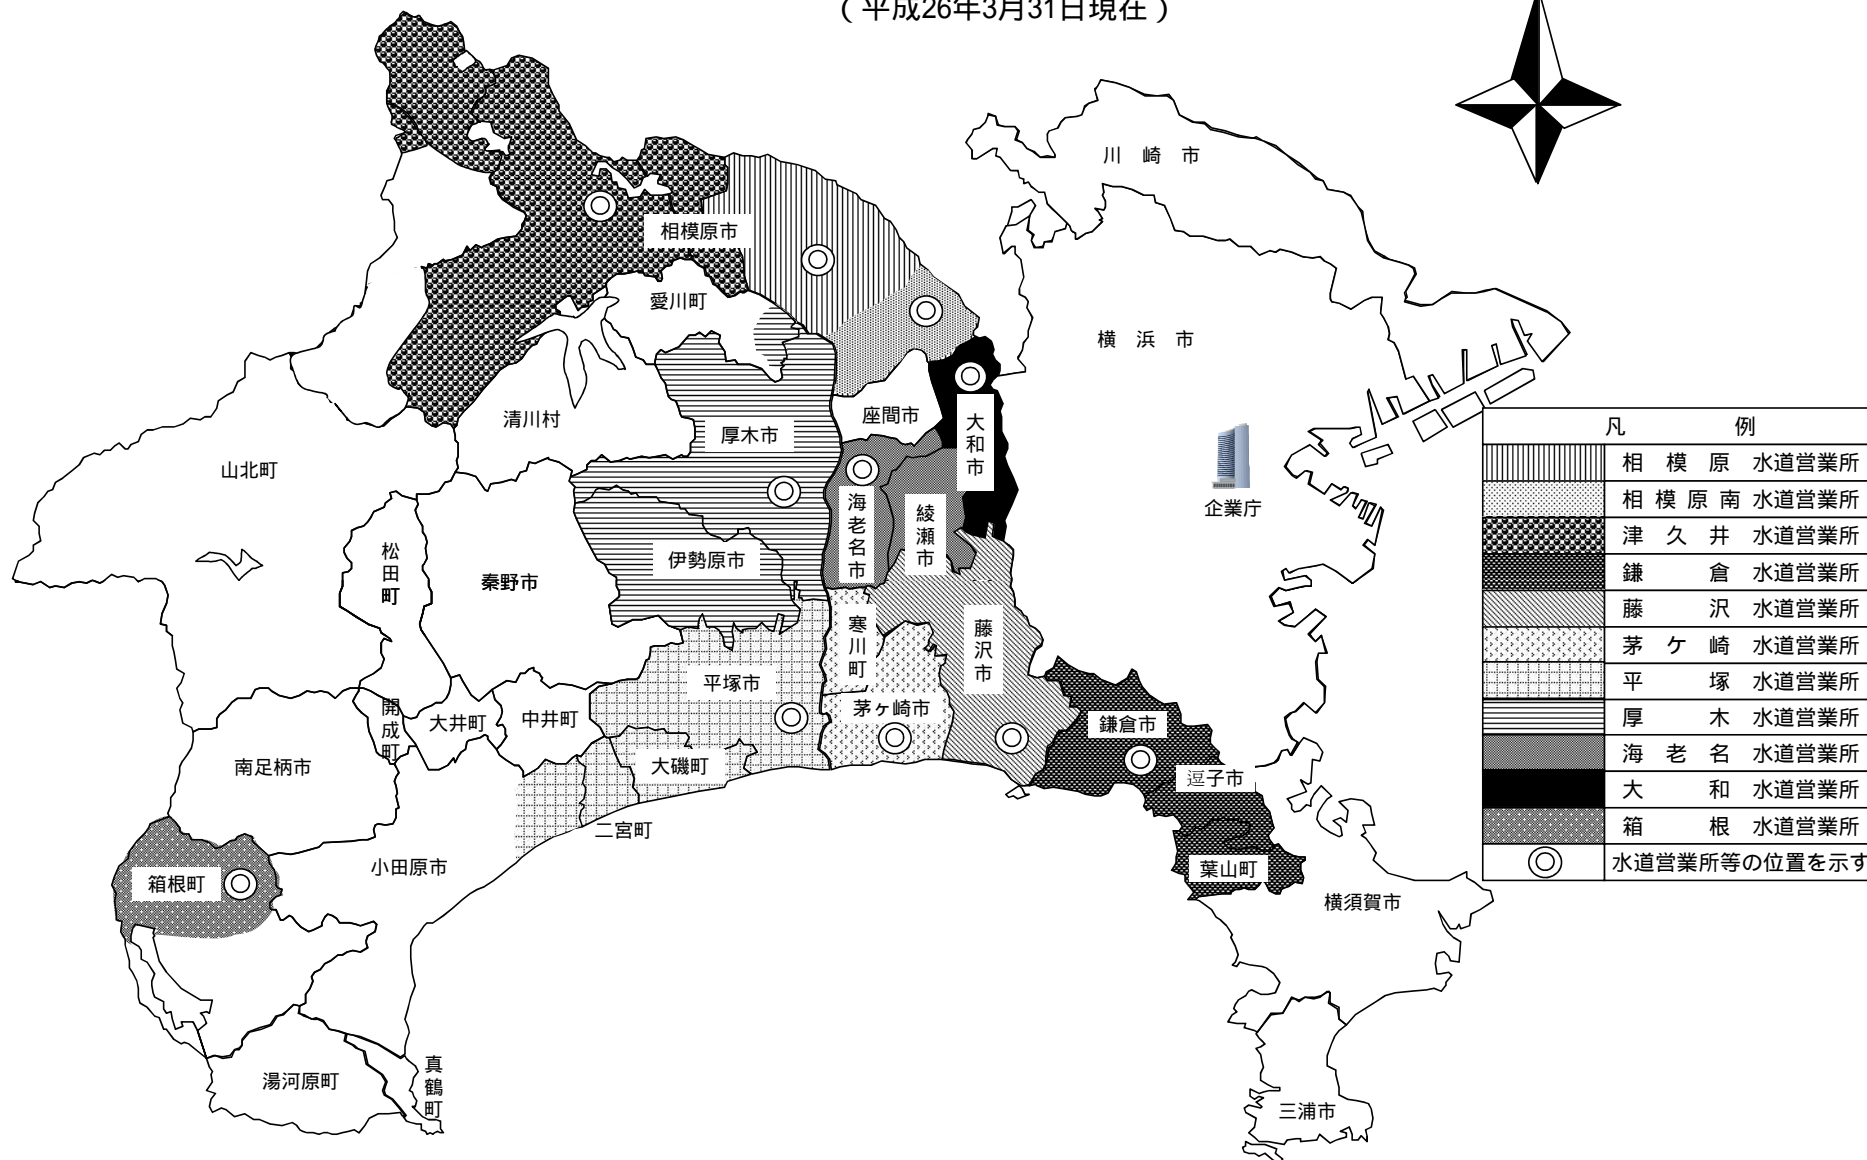 （平成26年3月31日現在）
川崎市
相模原市
愛川町
横浜市
座間市
大和市
清川村
厚木市
山北町
企業庁
海老名市
綾瀬市
松田町
伊勢原市
秦野市
寒川町
藤沢市
平塚市
茅ヶ崎市
鎌倉市
開成町
大井町
中井町
南足柄市
大磯町
逗子市
二宮町
小田原市
箱根町
葉山町
横須賀市
真鶴町
湯河原町
三浦市
凡例
相模原 水道営業所
相模原南 水道営業所
津久井 水道営業所
鎌倉 水道営業所
藤沢 水道営業所
茅ケ崎 水道営業所
平塚 水道営業所
厚木 水道営業所
海老名 水道営業所
大和 水道営業所
箱根 水道営業所
水道営業所等の位置を示す